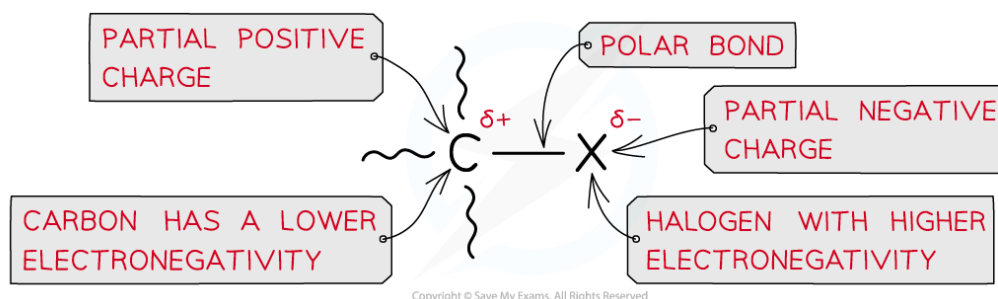 PARTIAL POSITIVE
CHARGE
POLAR BOND
δ+
δ-
C
X
PARTIAL NEGATIVE
CHARGE
CARBON HAS A LOWER
ELECTRONEGATIVITY
HALOGEN WITH HIGHER
ELECTRONEGATIVITY
Copyright © Save My Exams. All Rights Reserved